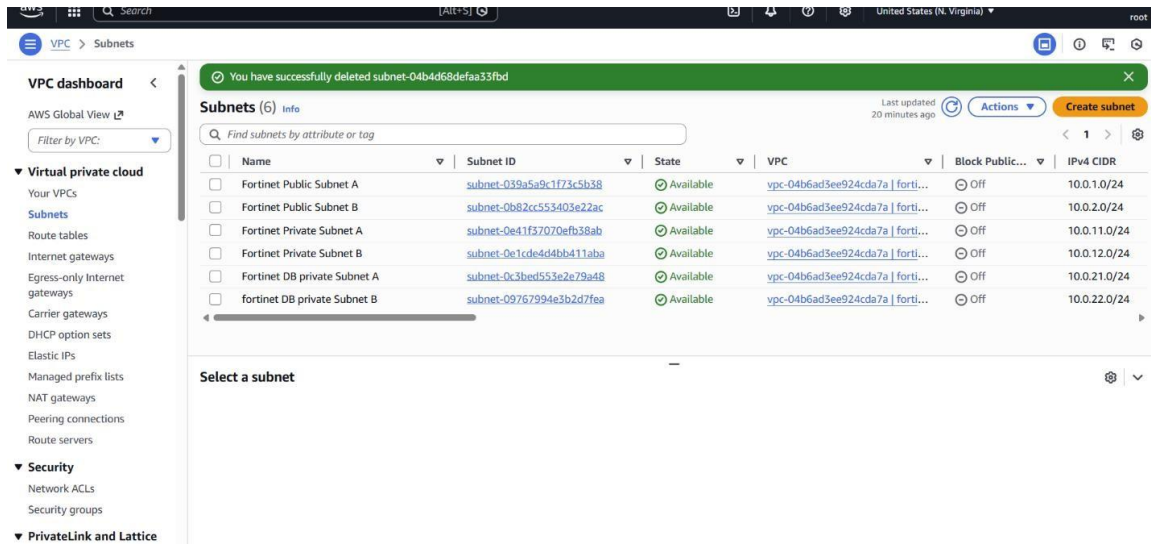 aws Search [Alt+S] United States (N. Virginia) ▼
root
VPC > Subnets
VPC dashboard
AWS Global View
Filter by VPC:
▼ Virtual private cloud
Your VPCs
Subnets
Route tables
Internet gateways
Egress-only Internet
gateways
Carrier gateways
DHCP option sets
Elastic IPs
Managed prefix lists
NAT gateways
Peering connections
Route servers
▼ Security
Network ACLs
Security groups
▼ PrivateLink and Lattice
You have successfully deleted subnet-04b4d68defaa33fbd
Subnets (6) Info
Last updated
20 minutes ago
Actions ▼
Create subnet
Find subnets by attribute or tag
< 1 >
Name Subnet ID State VPC Block Public... IPv4 CIDR
Fortinet Public Subnet A subnet-039a5a9c1f73c5b38 Available vpc-04b6ad3ee924cda7a | forti... Off 10.0.1.0/24
Fortinet Public Subnet B subnet-0b82cc553403e22ac Available vpc-04b6ad3ee924cda7a | forti... Off 10.0.2.0/24
Fortinet Private Subnet A subnet-0e41f37070efb38ab Available vpc-04b6ad3ee924cda7a | forti... Off 10.0.11.0/24
Fortinet Private Subnet B subnet-0e1cde4d4bb411aba Available vpc-04b6ad3ee924cda7a | forti... Off 10.0.12.0/24
Fortinet DB private Subnet A subnet-0c3bed553e2e79a48 Available vpc-04b6ad3ee924cda7a | forti... Off 10.0.21.0/24
fortinet DB private Subnet B subnet-09767994e3b2d7fea Available vpc-04b6ad3ee924cda7a | forti... Off 10.0.22.0/24
Select a subnet